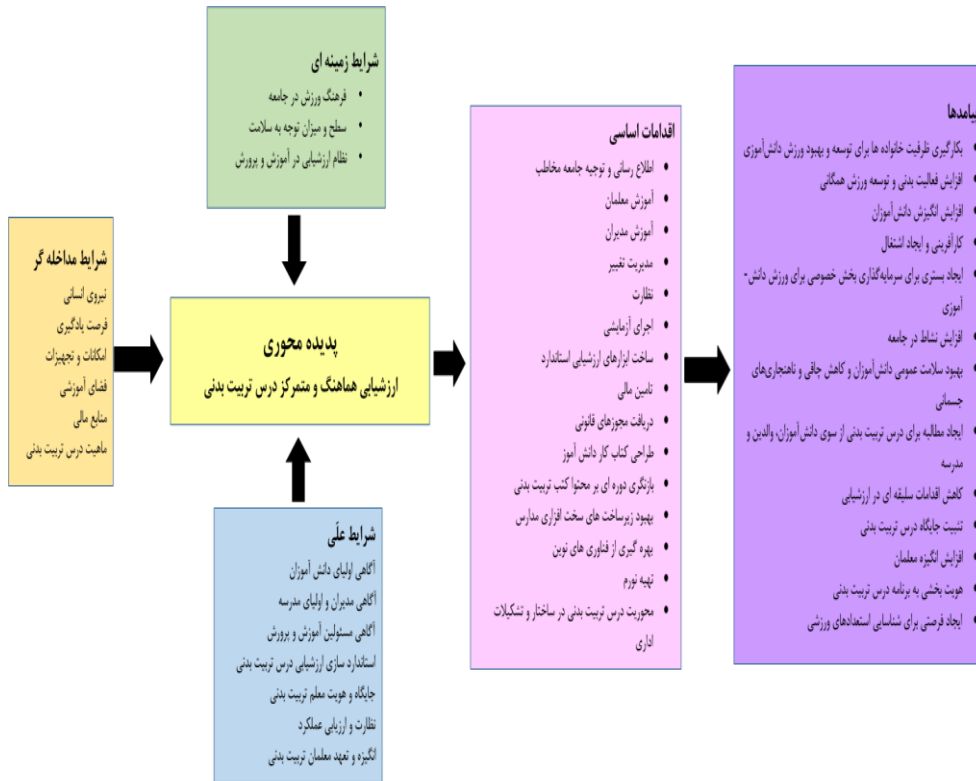 شرایط زمینه ای
• فرهنگ ورزش در جامعه
• سطح و میزان توجه به سلامت
• نظام ارزشیابی در آموزش و پرورش
پیامدها
• بکارگیری ظرفیت خانواده ها برای توسعه و بهبود ورزش دانش‌آموزی
• افزایش فعالیت بدنی و توسعه ورزش همگانی
• افزایش انگیزش دانش‌آموزان
• کارآفرینی و ایجاد اشتغال
• ایجاد بستری برای سرمایه‌گذاری بخش خصوصی برای ورزش دانش-
آموزی
• افزایش نشاط در جامعه
• بهبود سلامت عمومی دانش‌آموزان و کاهش چاقی و ناهنجاری‌های
جسمانی
• ایجاد مطالبه برای درس تربیت بدنی از سوی دانش‌آموزان، والدین و
مدرسه
• کاهش اقدامات سلیقه ای در ارزشیابی
• تثبیت جایگاه درس تربیت بدنی
• افزایش انگیزه معلمان
• هویت بخشی به برنامه درس تربیت بدنی
• ایجاد فرصتی برای شناسایی استعدادهای ورزشی
اقدامات اساسی
• اطلاع رسانی و توجیه جامعه مخاطب
• آموزش معلمان
• آموزش مدیران
• مدیریت تغییر
• نظارت
• اجرای آزمایشی
• ساخت ابزارهای ارزشیابی استاندارد
• تامین مالی
• دریافت مجوزهای قانونی
• طراحی کتاب کار دانش آموز
• بازنگری دوره ای بر محتوا کتب تربیت بدنی
• بهبود زیرساخت های سخت افزاری مدارس
• بهره گیری از فناوری های نوین
• تهیه نورم
• محوریت درس تربیت بدنی در ساختار و تشکیلات
اداری
پدیده محوری
ارزشیابی هماهنگ و متمرکز درس تربیت بدنی
شرایط مداخله گر
نیروی انسانی
فرصت یادگیری
امکانات و تجهیزات
فضای آموزشی
منابع مالی
ماهیت درس تربیت بدنی
شرایط علّی
آگاهی اولیای دانش آموزان
آگاهی مدیران و اولیای مدرسه
آگاهی مسئولین آموزش و پرورش
استاندارد سازی ارزشیابی درس تربیت بدنی
جایگاه و هویت معلم تربیت بدنی
نظارت و ارزیابی عملکرد
انگیزه و تعهد معلمان تربیت بدنی